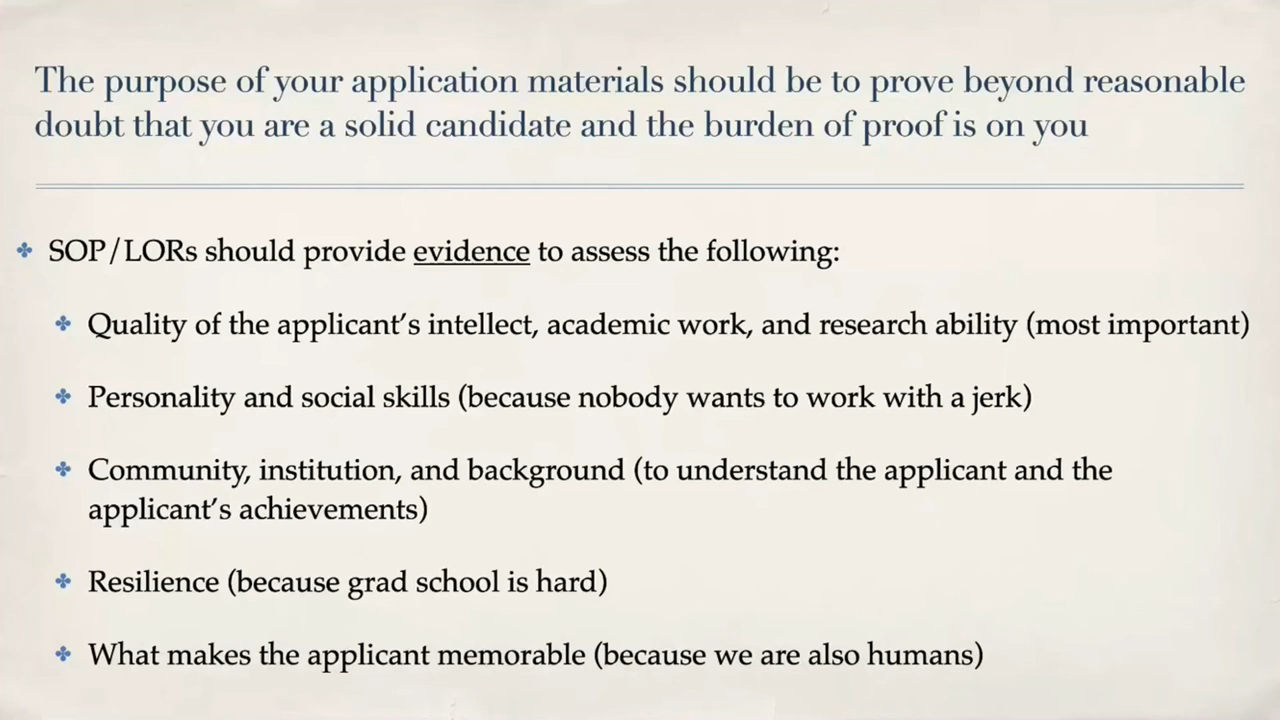 The purpose of your application materials should be to prove beyond reasonable
doubt that you are a solid candidate and the burden of proof is on you
SOP/LORs should provide evidence to assess the following:
Quality of the applicant's intellect, academic work, and research ability (most important)
Personality and social skills (because nobody wants to work with a jerk)
Community, institution, and background (to understand the applicant and the
applicant's achievements)
Resilience (because grad school is hard)
What makes the applicant memorable (because we are also humans)